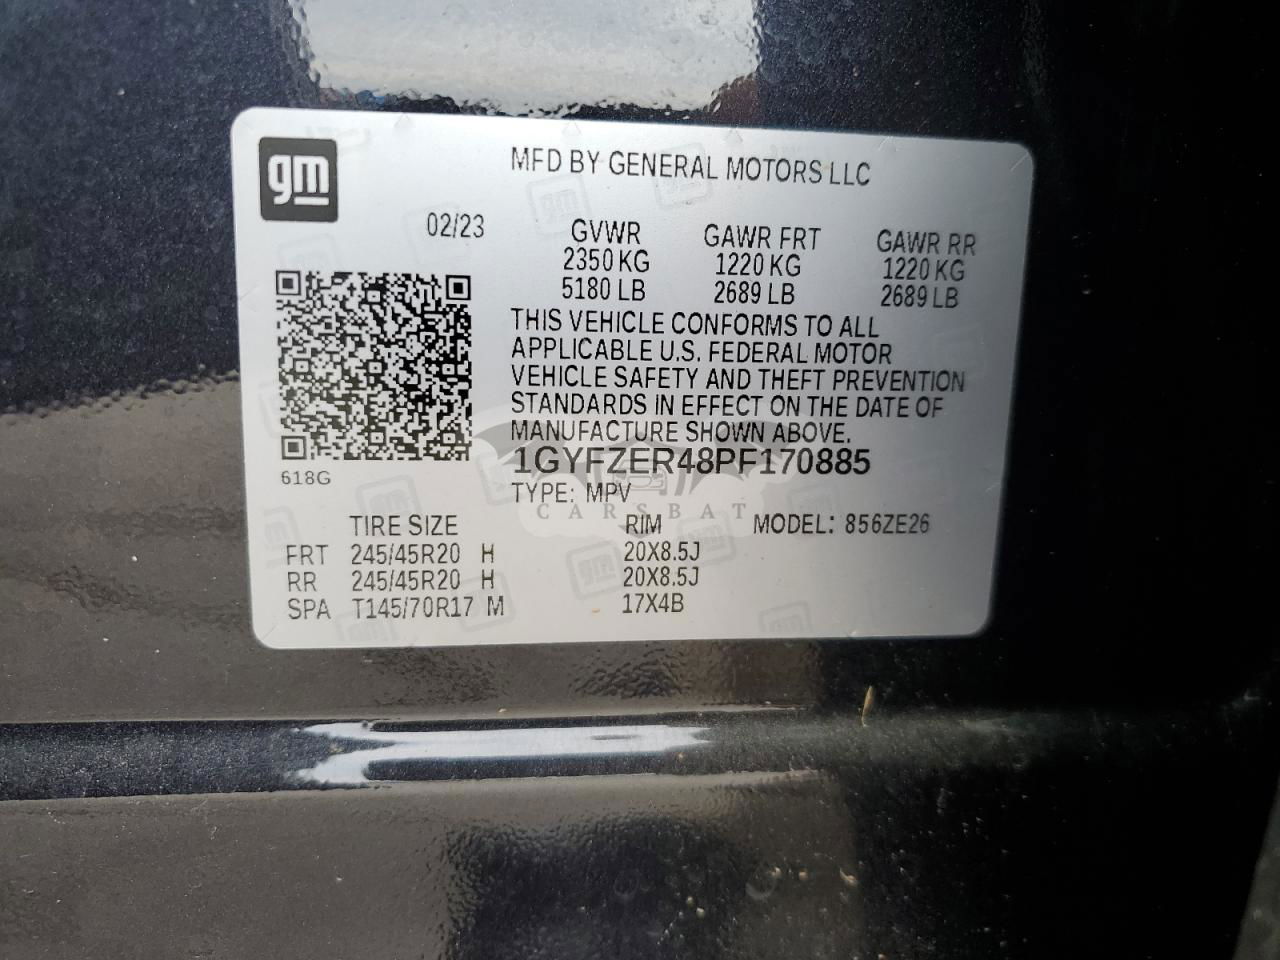 gm
MFD BY GENERAL MOTORS LLC
02/23
GVWR GAWR FRT GAWR RR
2350 KG 1220 KG 1220 KG
5180 LB 2689 LB 2689 LB
THIS VEHICLE CONFORMS TO ALL
APPLICABLE U.S. FEDERAL MOTOR
VEHICLE SAFETY AND THEFT PREVENTION
STANDARDS IN EFFECT ON THE DATE OF
MANUFACTURE SHOWN ABOVE.
618G
1GYFZER48PF170885
TYPE: MPV
CARSBAT
TIRE SIZE RIM MODEL: 856ZE26
FRT 245/45R20 H 20X8.5J
RR 245/45R20 H 20X8.5J
SPA T145/70R17 M 17X4B